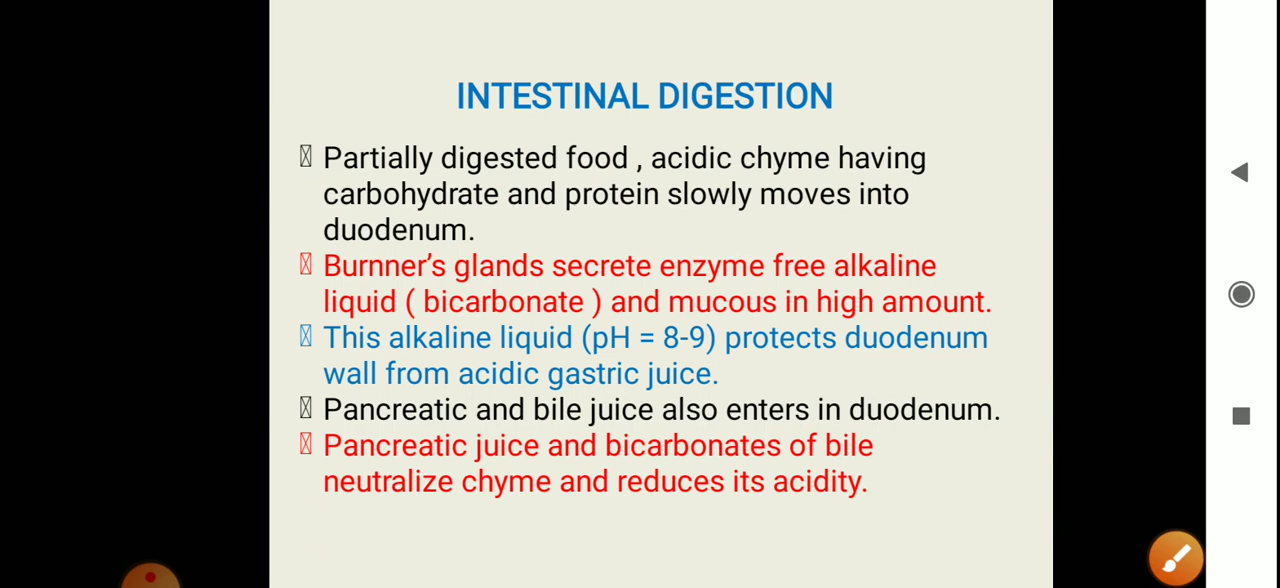 INTESTINAL DIGESTION
Partially digested food , acidic chyme having
carbohydrate and protein slowly moves into
duodenum.
Burnner’s glands secrete enzyme free alkaline
liquid ( bicarbonate ) and mucous in high amount.
This alkaline liquid (pH = 8-9) protects duodenum
wall from acidic gastric juice.
Pancreatic and bile juice also enters in duodenum.
Pancreatic juice and bicarbonates of bile
neutralize chyme and reduces its acidity.